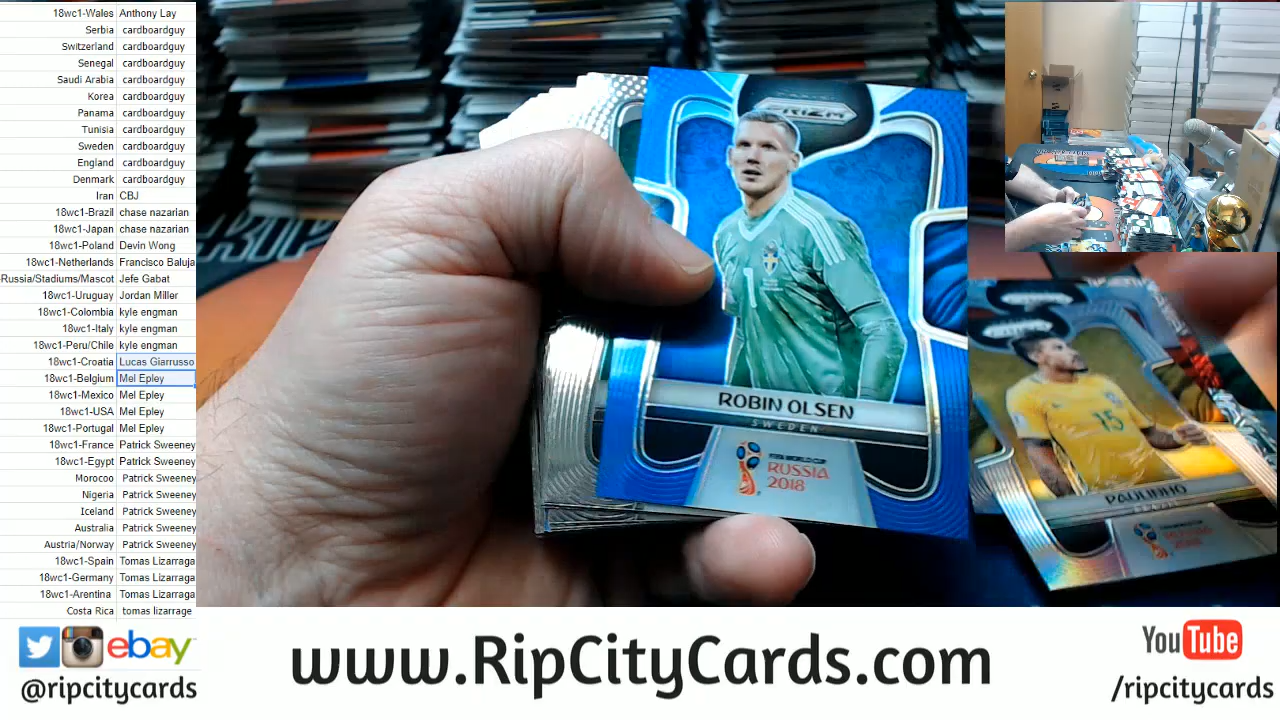 18wc1-Wales Anthony Lay
Serbia cardboardguy
Switzerland cardboardguy
Senegal cardboardguy
Saudi Arabia cardboardguy
Korea cardboardguy
Panama cardboardguy
Tunisia cardboardguy
Sweden cardboardguy
England cardboardguy
Denmark cardboardguy
Iran CBJ
18wc1-Brazil chase nazarian
18wc1-Japan chase nazarian
18wc1-Poland Devin Wong
18wc1-Netherlands Francisco Baluja
-Russia/Stadiums/Mascot Jefe Gabat
18wc1-Uruguay Jordan Miller
18wc1-Colombia kyle engman
18wc1-Italy kyle engman
18wc1-Peru/Chile kyle engman
18wc1-Croatia Lucas Giarrusso
18wc1-Belgium Mel Epley
18wc1-Mexico Mel Epley
18wc1-USA Mel Epley
18wc1-Portugal Mel Epley
18wc1-France Patrick Sweeney
18wc1-Egypt Patrick Sweeney
Morocoo Patrick Sweeney
Nigeria Patrick Sweeney
Iceland Patrick Sweeney
Australia Patrick Sweeney
Austria/Norway Patrick Sweeney
18wc1-Spain Tomas Lizarraga
18wc1-Germany Tomas Lizarraga
18wc1-Arentina Tomas Lizarraga
Costa Rica tomas lizarrage
PRIZM
1
ROBIN OLSEN
SWEDEN
FIFA WORLD CUP
RUSSIA
2018
15
PAULINHO
BRAZIL
ebay
@ripcitycards
www.RipCityCards.com
YouTube
/ripcitycards